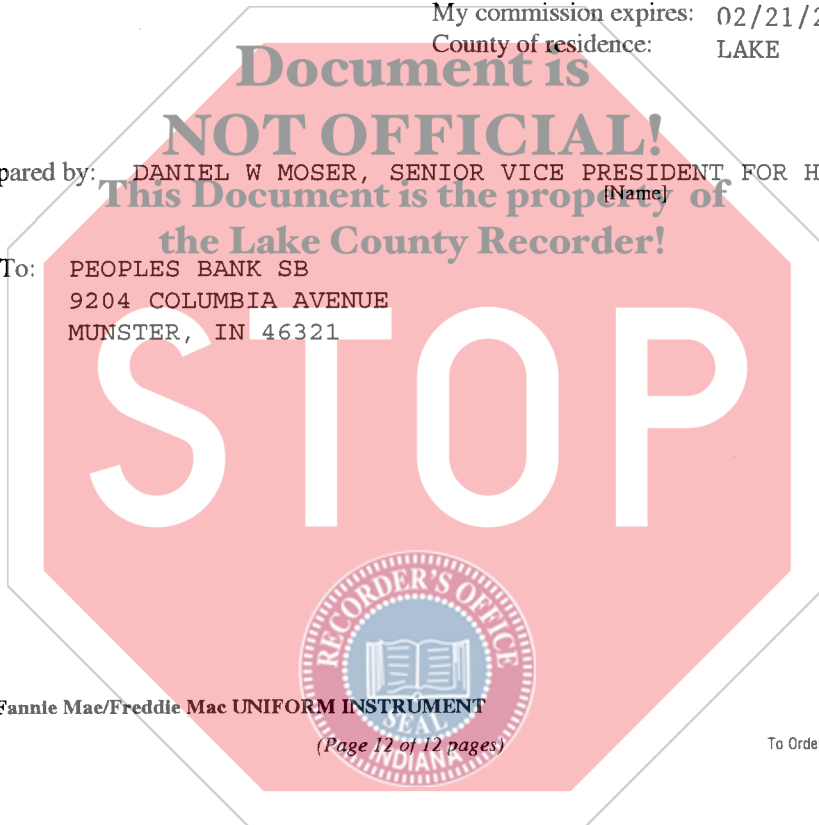 My commission expires: 02/21/2
County of residence: LAKE
Document is
NOT OFFICIAL!
pared by: DANIEL W MOSER, SENIOR VICE PRESIDENT FOR H
[Name]
This Document is the property of
the Lake County Recorder!
To: PEOPLES BANK SB
9204 COLUMBIA AVENUE
MUNSTER, IN 46321
STOP
RECORDER'S OFFICE
SEAL
INDIANA
Fannie Mae/Freddie Mac UNIFORM INSTRUMENT
(Page 12 of 12 pages)
To Orde